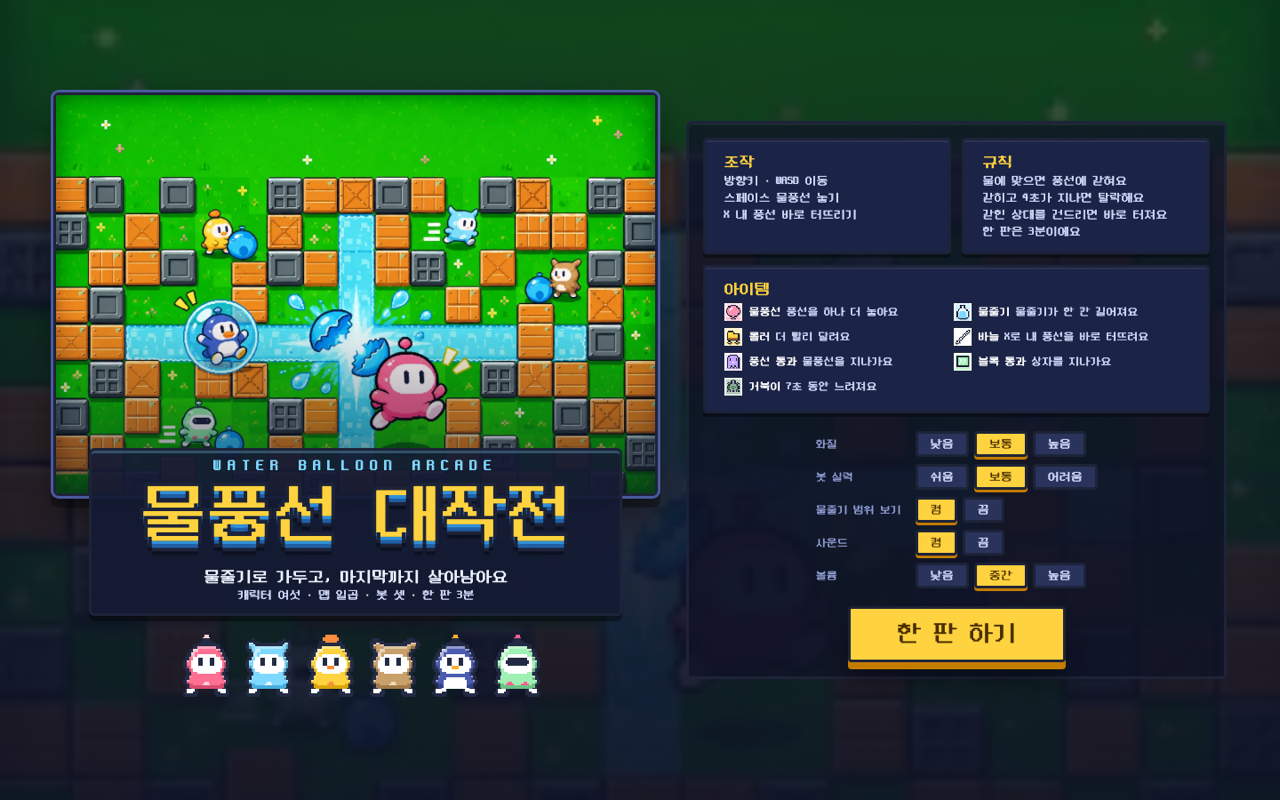 WATER BALLOON ARCADE
물풍선 대작전
물줄기로 가두고, 마지막까지 살아남아요
캐릭터 여섯 · 맵 일곱 · 봇 셋 · 한 판 3분
조작
방향키 · WASD 이동
스페이스 물풍선 놓기
X 내 풍선 바로 터뜨리기
규칙
물에 맞으면 풍선에 갇혀요
갇히고 4초가 지나면 탈락해요
갇힌 상대를 건드리면 바로 터져요
한 판은 3분이에요
아이템
물풍선 풍선을 하나 더 놓아요
물줄기 물줄기가 한 칸 길어져요
롤러 더 빨리 달려요
바늘 X로 내 풍선을 바로 터뜨려요
풍선 통과 물풍선을 지나가요
블록 통과 상자를 지나가요
거북이 7초 동안 느려져요
화질 낮음 보통 높음
봇 실력 쉬움 보통 어려움
물줄기 범위 보기 켬 끔
사운드 켬 끔
볼륨 낮음 중간 높음
한 판 하기